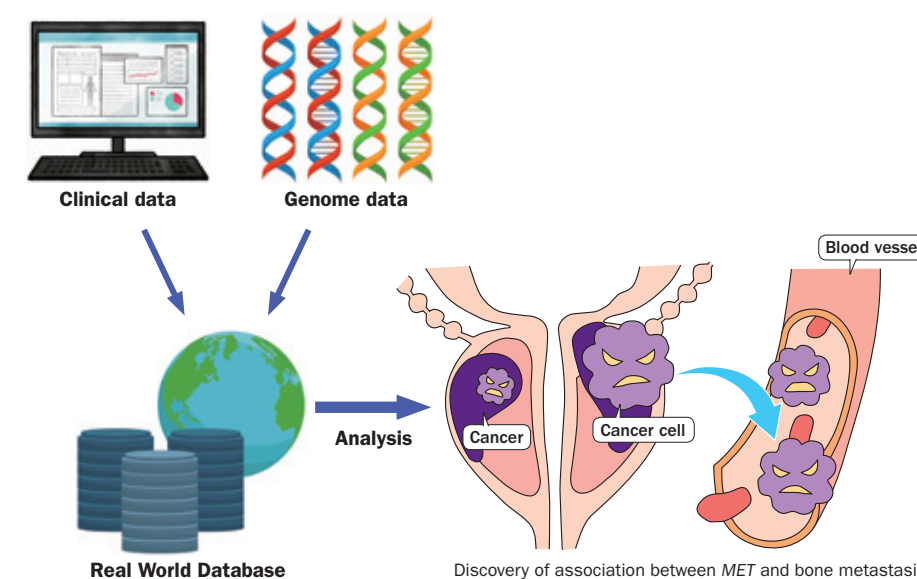 Clinical data
Genome data
Blood vesse
Cancer
Cancer cell
Analysis
Real World Database
Discovery of association between MET and bone metastasi